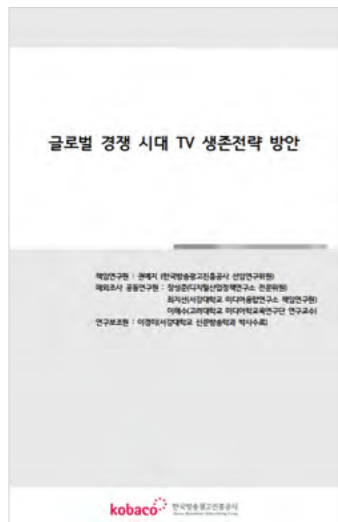 글로벌 경쟁 시대 TV 생존전략 방안
책임연구원 : 권예지 (한국방송광고진흥공사 선임연구위원)
해외조사 공동연구원 : 장성준(디지털산업정책연구소 전문위원)
최지선(서강대학교 미디어융합연구소 책임연구원)
이해수(고려대학교 미디어학교육연구단 연구교수)
연구보조원 : 이경미(서강대학교 신문방송학과 박사수료)
kobaco 한국방송광고진흥공사